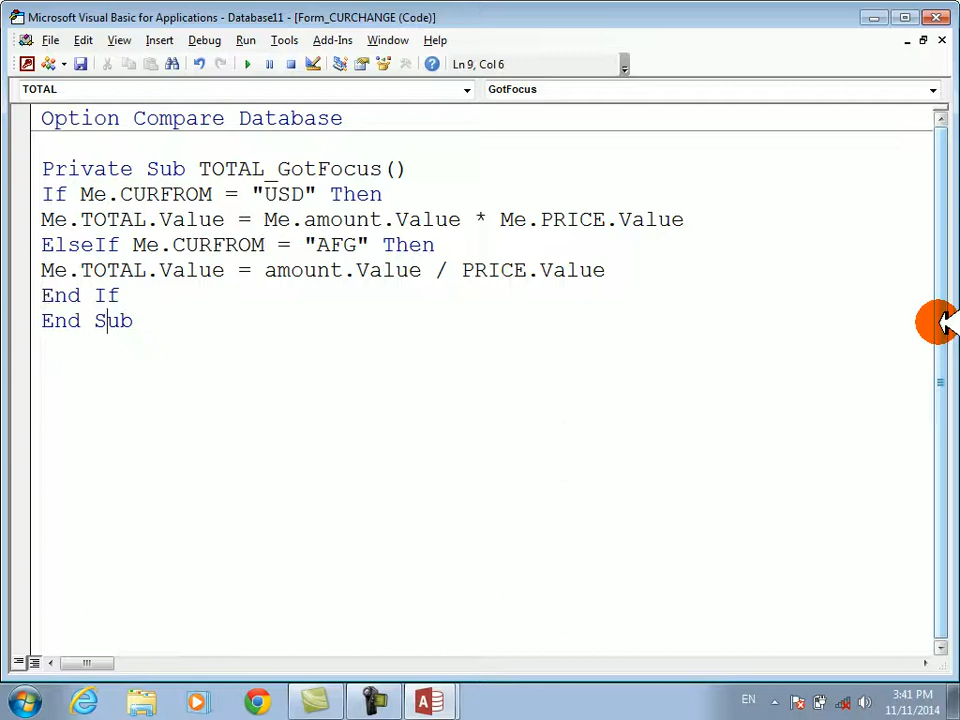 Microsoft Visual Basic for Applications - Database11 - [Form_CURCHANGE (Code)]
File Edit View Insert Debug Run Tools Add-Ins Window Help
Ln 9, Col 6
TOTAL GotFocus
Option Compare Database
Private Sub TOTAL_GotFocus()
If Me.CURFROM = "USD" Then
Me.TOTAL.Value = Me.amount.Value * Me.PRICE.Value
ElseIf Me.CURFROM = "AFG" Then
Me.TOTAL.Value = amount.Value / PRICE.Value
End If
End Sub
EN 3:41 PM
11/11/2014